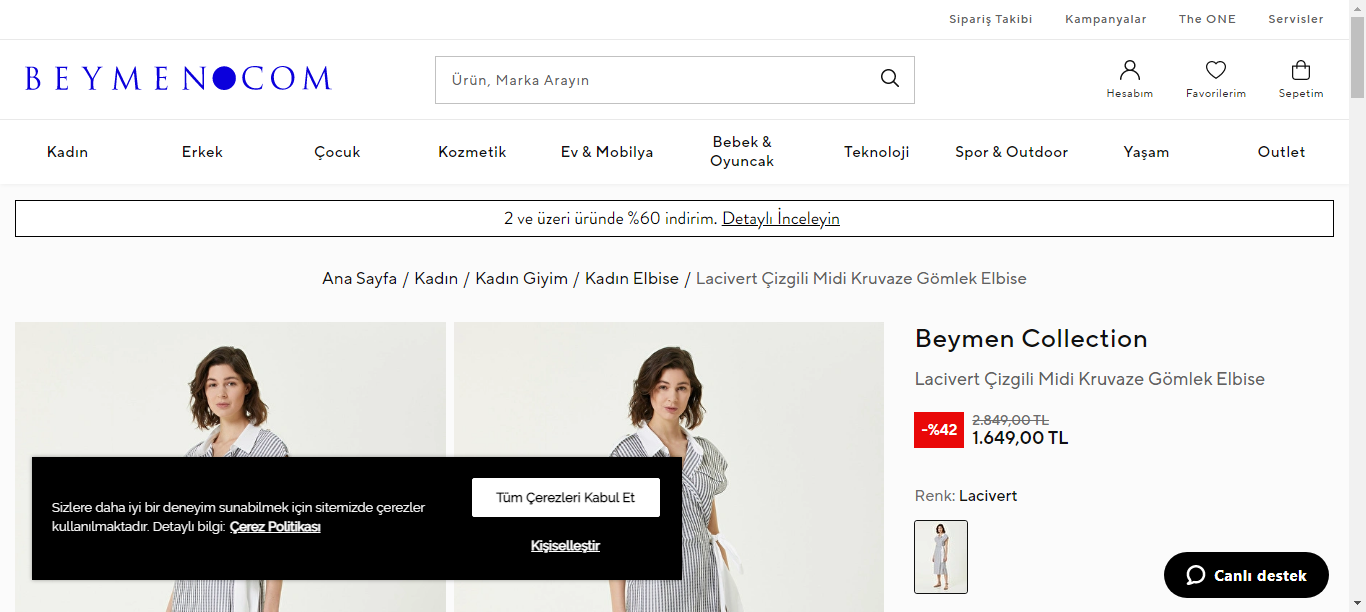 Sipariş Takibi Kampanyalar The ONE Servisler
BEYMEN COM
Ürün, Marka Arayın
Hesabım Favorilerim Sepetim
Kadın Erkek Çocuk Kozmetik Ev & Mobilya Bebek & Oyuncak Teknoloji Spor & Outdoor Yaşam Outlet
2 ve üzeri üründe %60 indirim. Detaylı İnceleyin
Ana Sayfa / Kadın / Kadın Giyim / Kadın Elbise / Lacivert Çizgili Midi Kruvaze Gömlek Elbise
Beymen Collection
Lacivert Çizgili Midi Kruvaze Gömlek Elbise
-%42
2.849,00 TL
1.649,00 TL
Renk: Lacivert
Sizlere daha iyi bir deneyim sunabilmek için sitemizde çerezler
kullanılmaktadır. Detaylı bilgi: Çerez Politikası
Tüm Çerezleri Kabul Et
Kişiselleştir
Canlı destek